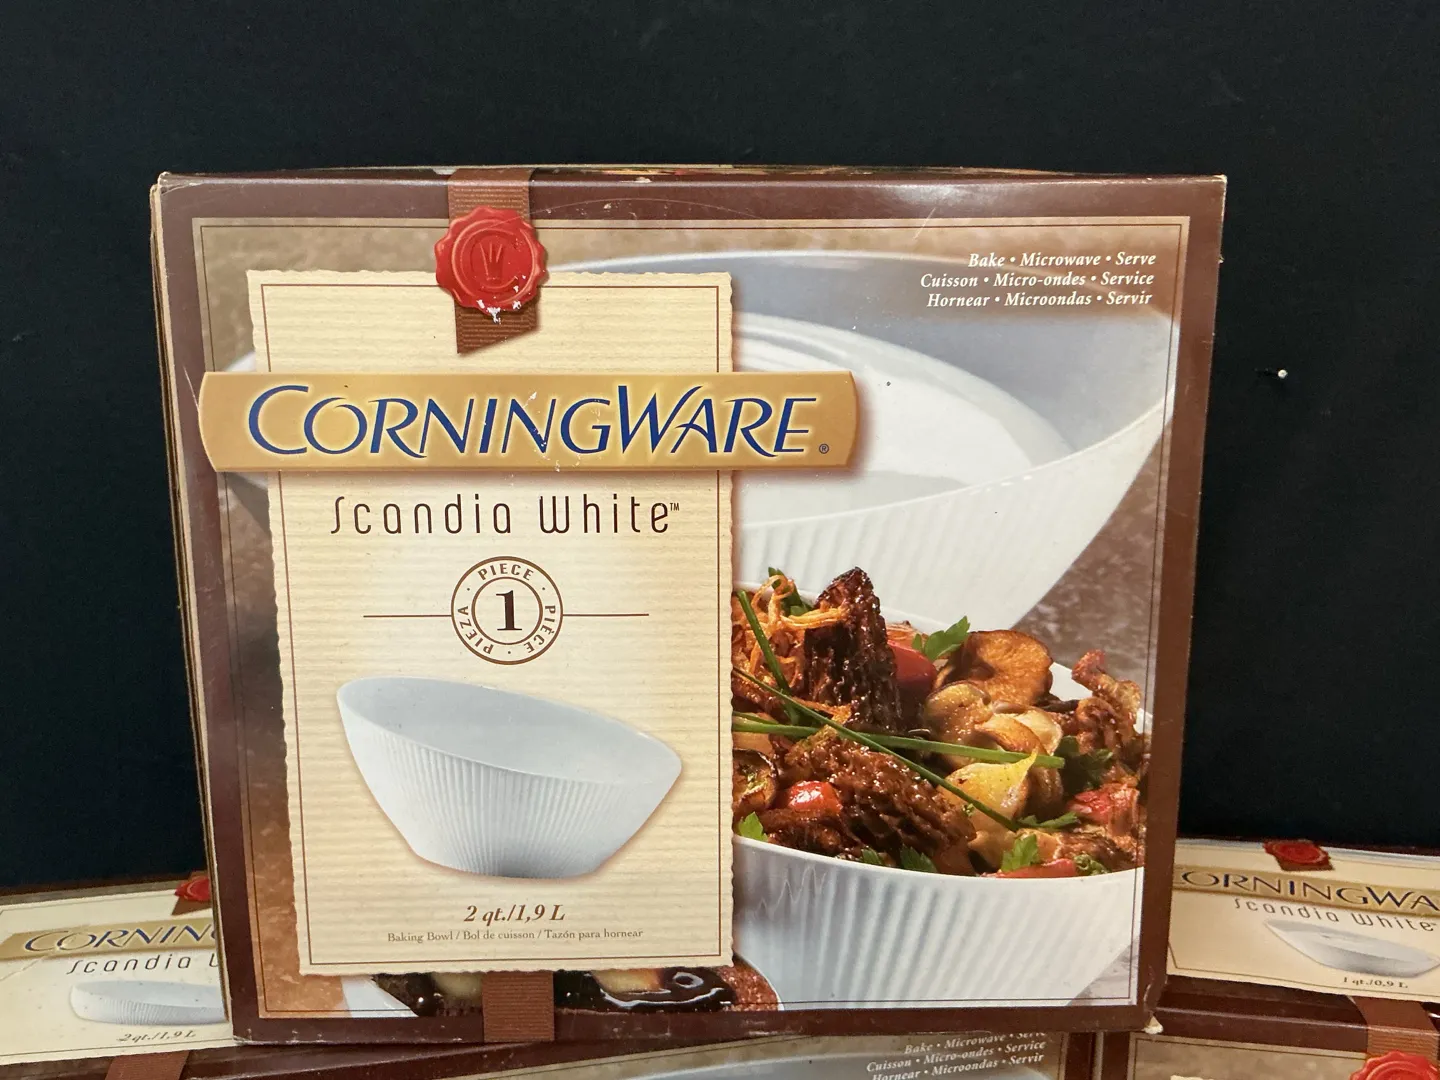 Bake • Microwave • Serve
Cuisson • Micro-ondes • Service
Hornear • Microondas • Servir
CORNINGWARE®
Scandia White™
PIECE · PIÈCE · PIEZA ·
1
2 qt./1,9 L
Baking Bowl / Bol de cuisson / Tazón para hornear
CORNIN
Scandia
2 qt./1,9 L
ORNINGWA
Scandia White
1 qt./0,9 L
Bake • Microwave • Serve
Cuisson • Micro-ondes • Service
Hornear • Microondas • Servir